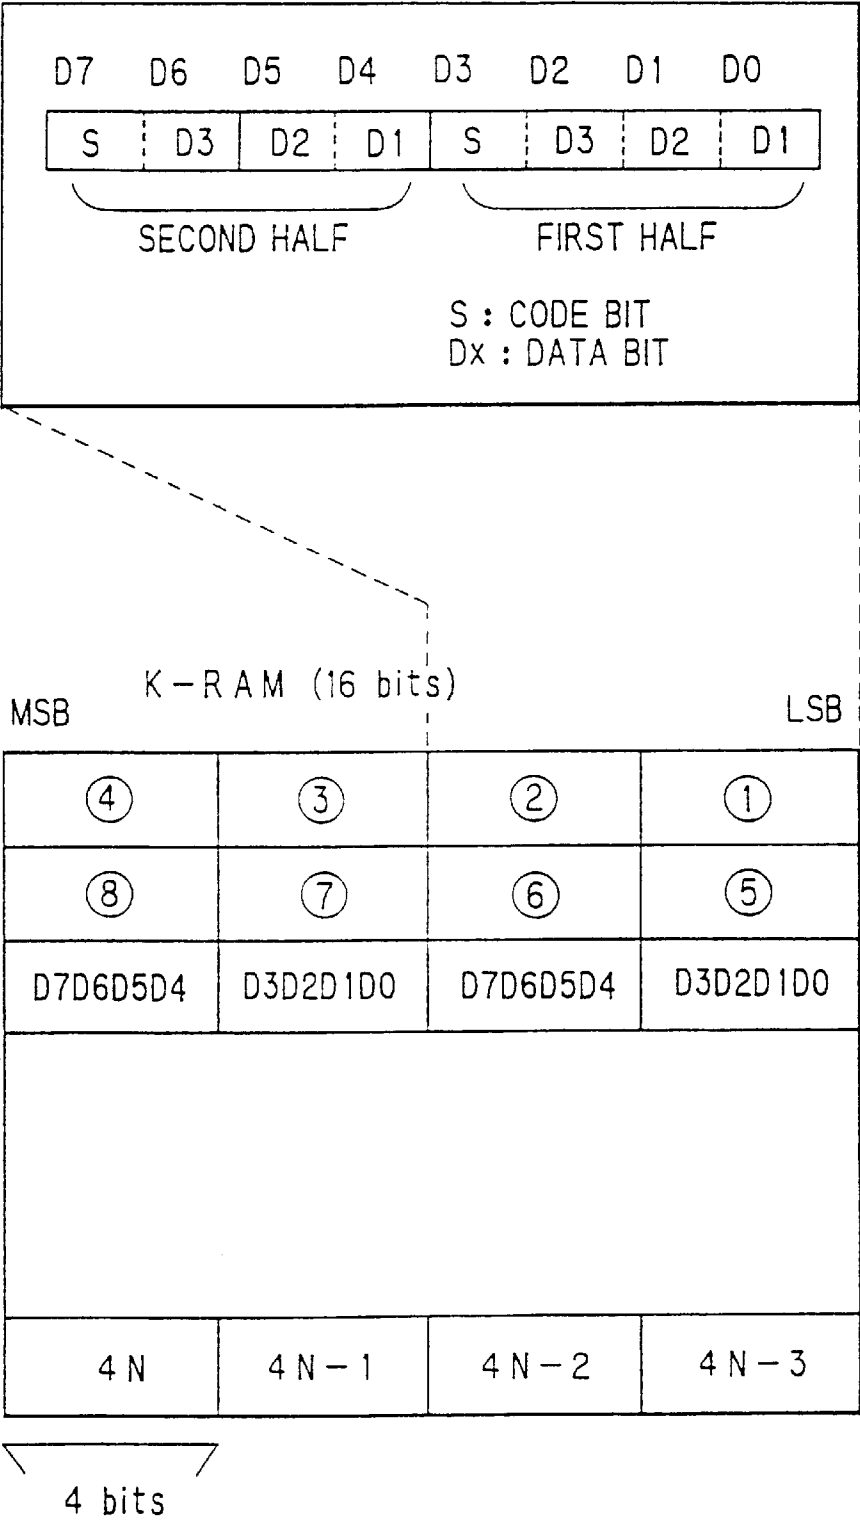 D7 D6 D5 D4 D3 D2 D1 D0
S D3 D2 D1 S D3 D2 D1
SECOND HALF FIRST HALF
S : CODE BIT
Dx : DATA BIT
K-RAM (16 bits)
MSB LSB
④ ③ ② ①
⑧ ⑦ ⑥ ⑤
D7D6D5D4 D3D2D1D0 D7D6D5D4 D3D2D1D0
4N 4N-1 4N-2 4N-3
4 bits